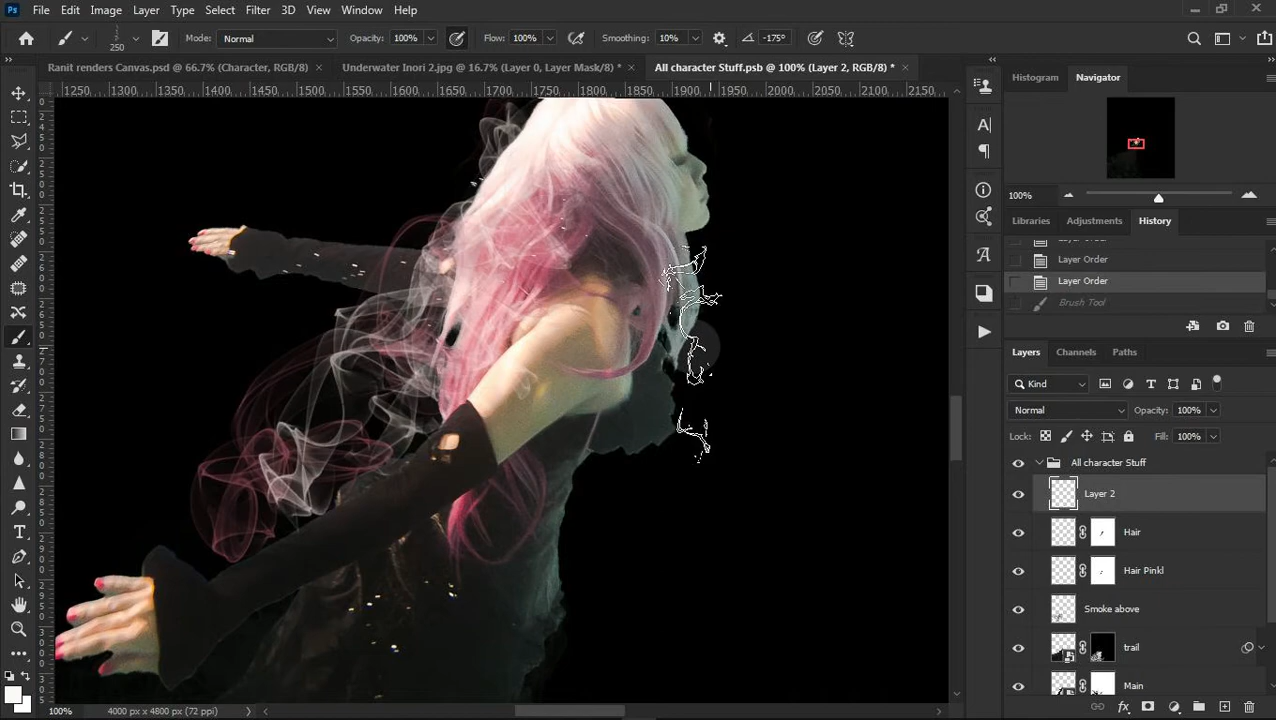 Ps File Edit Image Layer Type Select Filter 3D View Window Help
250 Mode: Normal Opacity: 100% Flow: 100% Smoothing: 10% -175°
Ranit renders Canvas.psd @ 66.7% (Character, RGB/8) × Underwater Inori 2.jpg @ 16.7% (Layer 0, Layer Mask/8) * × All character Stuff.psb @ 100% (Layer 2, RGB/8) * ×
1250 1300 1350 1400 1450 1500 1550 1600 1650 1700 1750 1800 1850 1900 1950 2000 2050 2100 2150
Histogram Navigator
100%
Libraries Adjustments History
Layer Order
Layer Order
Layer Order
Brush Tool
Layers Channels Paths
Kind
Normal Opacity: 100%
Lock: Fill: 100%
All character Stuff
Layer 2
Hair
Hair Pinkl
Smoke above
trail
Main
100% 4000 px x 4800 px (72 ppi)